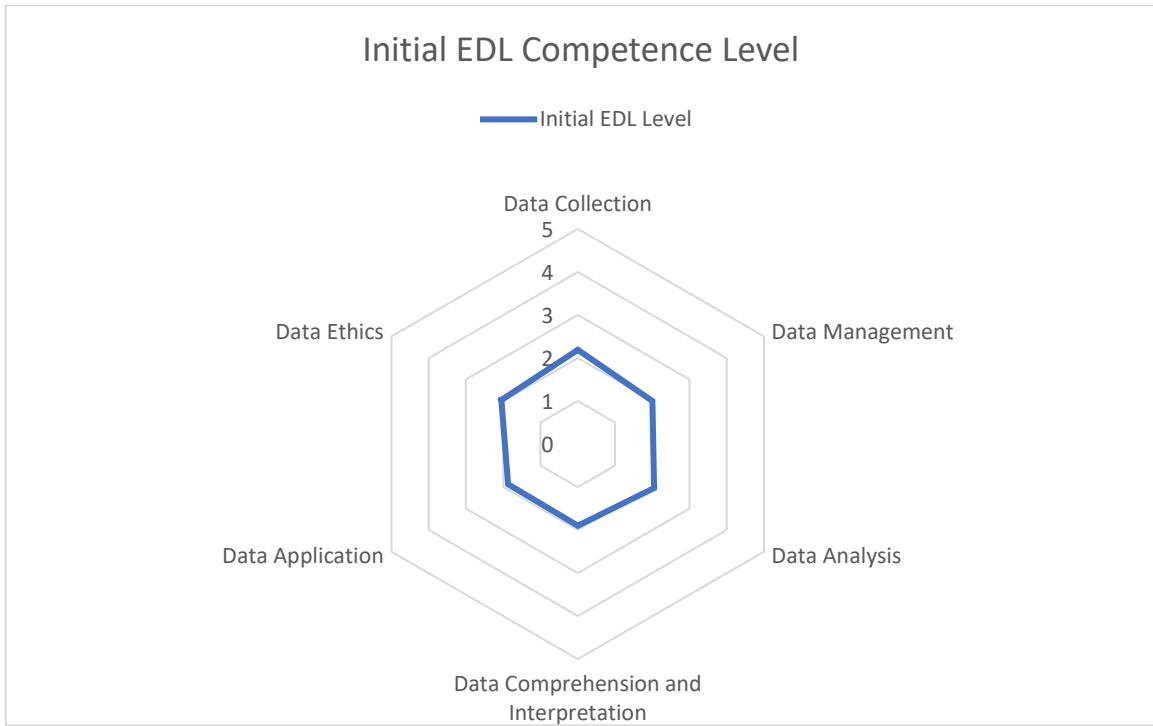 Initial EDL Competence Level
Initial EDL Level
Data Collection
5
4
3
2
1
0
Data Ethics
Data Management
Data Application
Data Analysis
Data Comprehension and
Interpretation